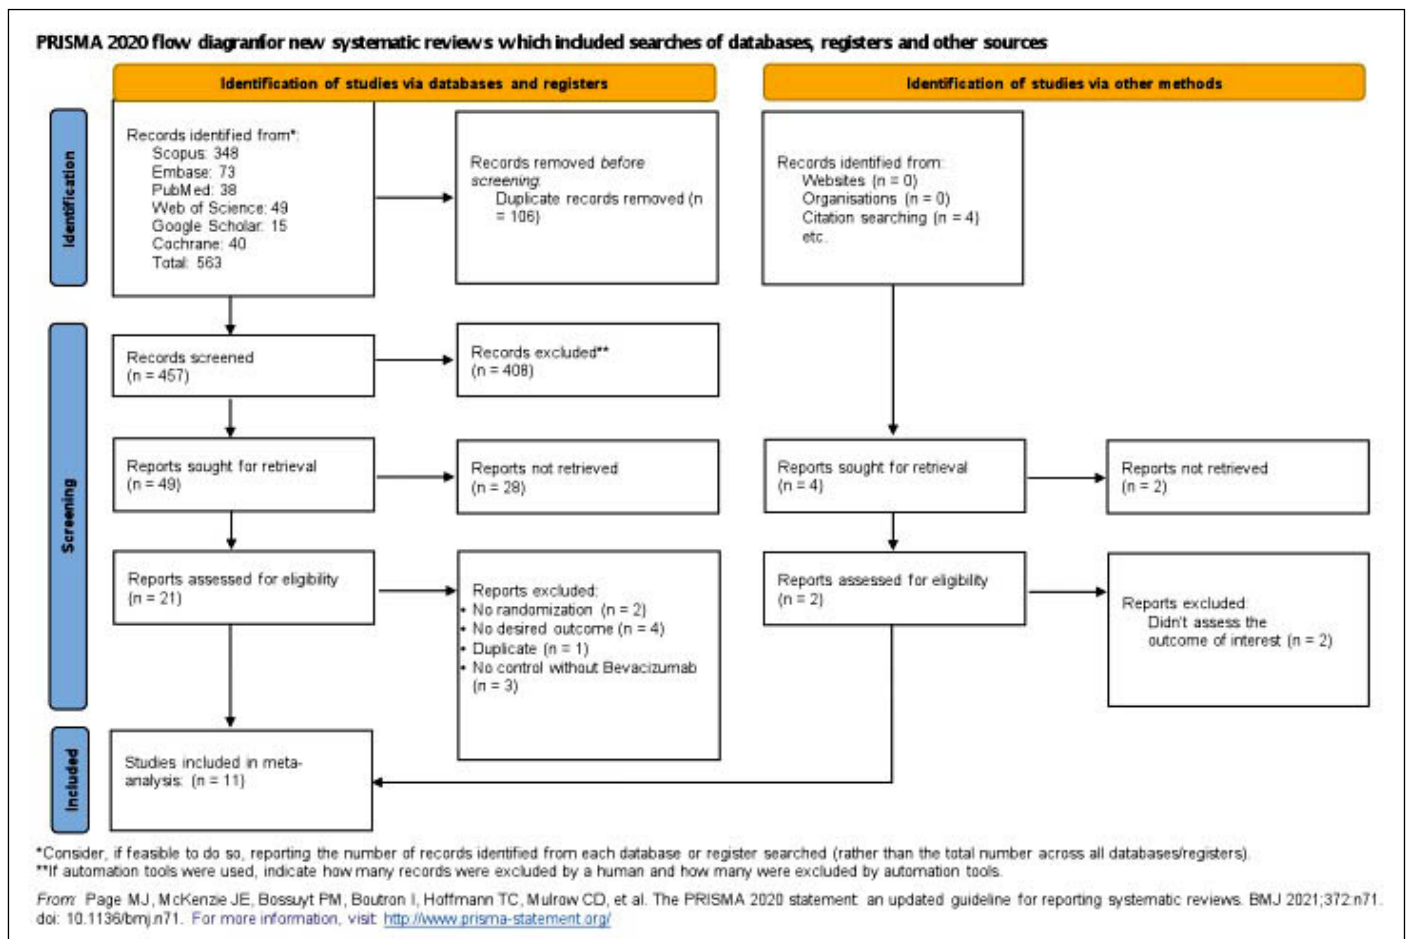 PRISMA 2020 flow diagramfor new systematic reviews which included searches of databases, registers and other sources
Identification of studies via databases and registers
Identification of studies via other methods
Identification
Records identified from*:
Scopus: 348
Embase: 73
PubMed: 38
Web of Science: 49
Google Scholar: 15
Cochrane: 40
Total: 563
Records removed before
screening:
Duplicate records removed (n
= 106)
Records identified from:
Websites (n = 0)
Organisations (n = 0)
Citation searching (n = 4)
etc.
Screening
Records screened
(n = 457)
Records excluded**
(n = 408)
Reports sought for retrieval
(n = 49)
Reports not retrieved
(n = 28)
Reports sought for retrieval
(n = 4)
Reports not retrieved
(n = 2)
Reports assessed for eligibility
(n = 21)
Reports excluded:
• No randomization (n = 2)
• No desired outcome (n = 4)
• Duplicate (n = 1)
• No control without Bevacizumab
(n = 3)
Reports assessed for eligibility
(n = 2)
Reports excluded:
Didn't assess the
outcome of interest (n = 2)
Included
Studies included in meta-
analysis: (n = 11)
*Consider, if feasible to do so, reporting the number of records identified from each database or register searched (rather than the total number across all databases/registers).
**If automation tools were used, indicate how many records were excluded by a human and how many were excluded by automation tools.
From: Page MJ, McKenzie JE, Bossuyt PM, Boutron I, Hoffmann TC, Mulrow CD, et al. The PRISMA 2020 statement: an updated guideline for reporting systematic reviews. BMJ 2021;372:n71.
doi: 10.1136/bmj.n71. For more information, visit: http://www.prisma-statement.org/